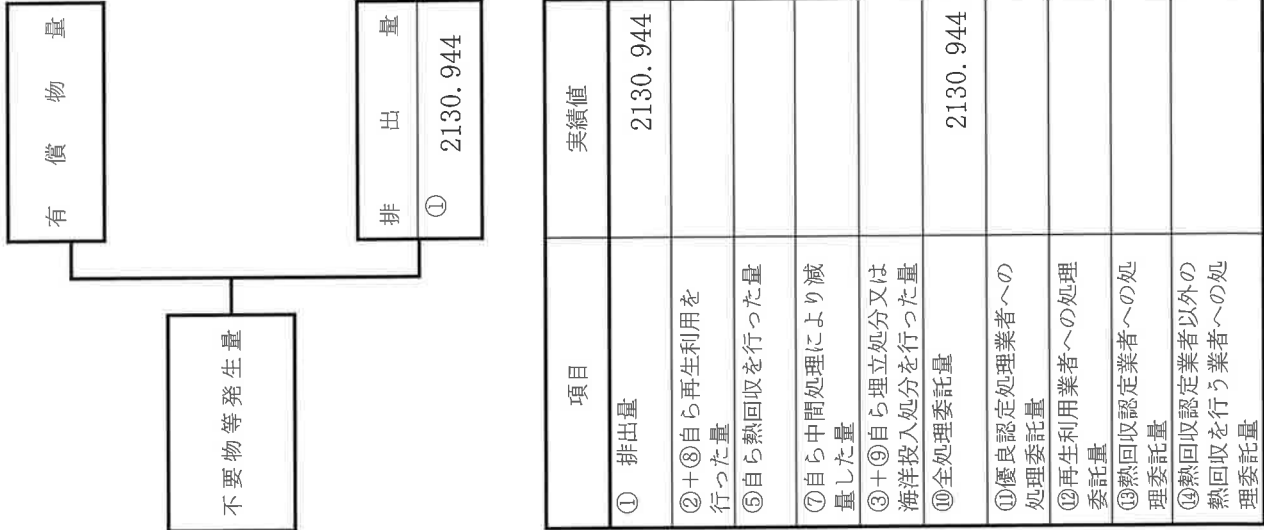 不要物等発生量
有償物量
排出量
① 2130.944
項目 実績値
① 排出量 2130.944
②+⑧自ら再生利用を
行った量
⑤自ら熱回収を行った量
⑦自ら中間処理により減
量した量
③+⑨自ら埋立処分又は
海洋投入処分を行った量
⑩全処理委託量 2130.944
⑪優良認定処理業者への
処理委託量
⑫再生利用業者への処理
委託量
⑬熱回収認定業者への処
理委託量
⑭熱回収認定業者以外の
熱回収を行う業者への処
理委託量